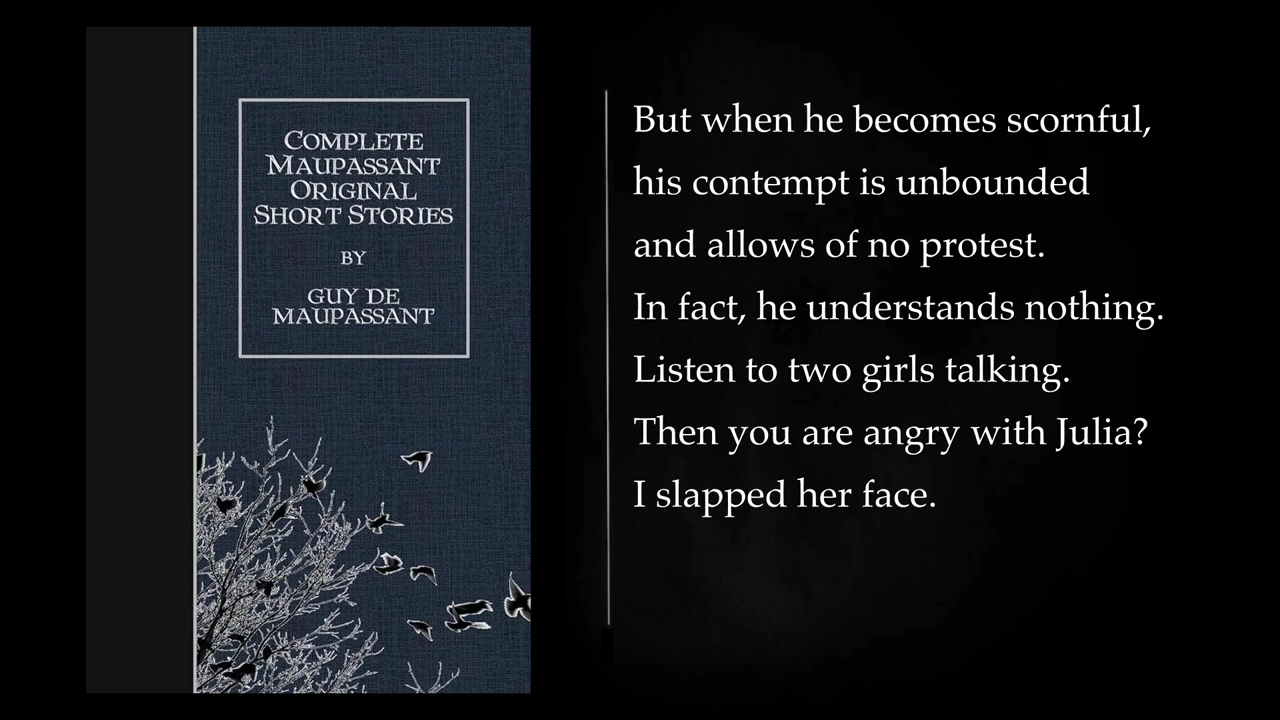 COMPLETE
MAUPASSANT
ORIGINAL
SHORT STORIES
BY
GUY DE
MAUPASSANT
But when he becomes scornful,
his contempt is unbounded
and allows of no protest.
In fact, he understands nothing.
Listen to two girls talking.
Then you are angry with Julia?
I slapped her face.